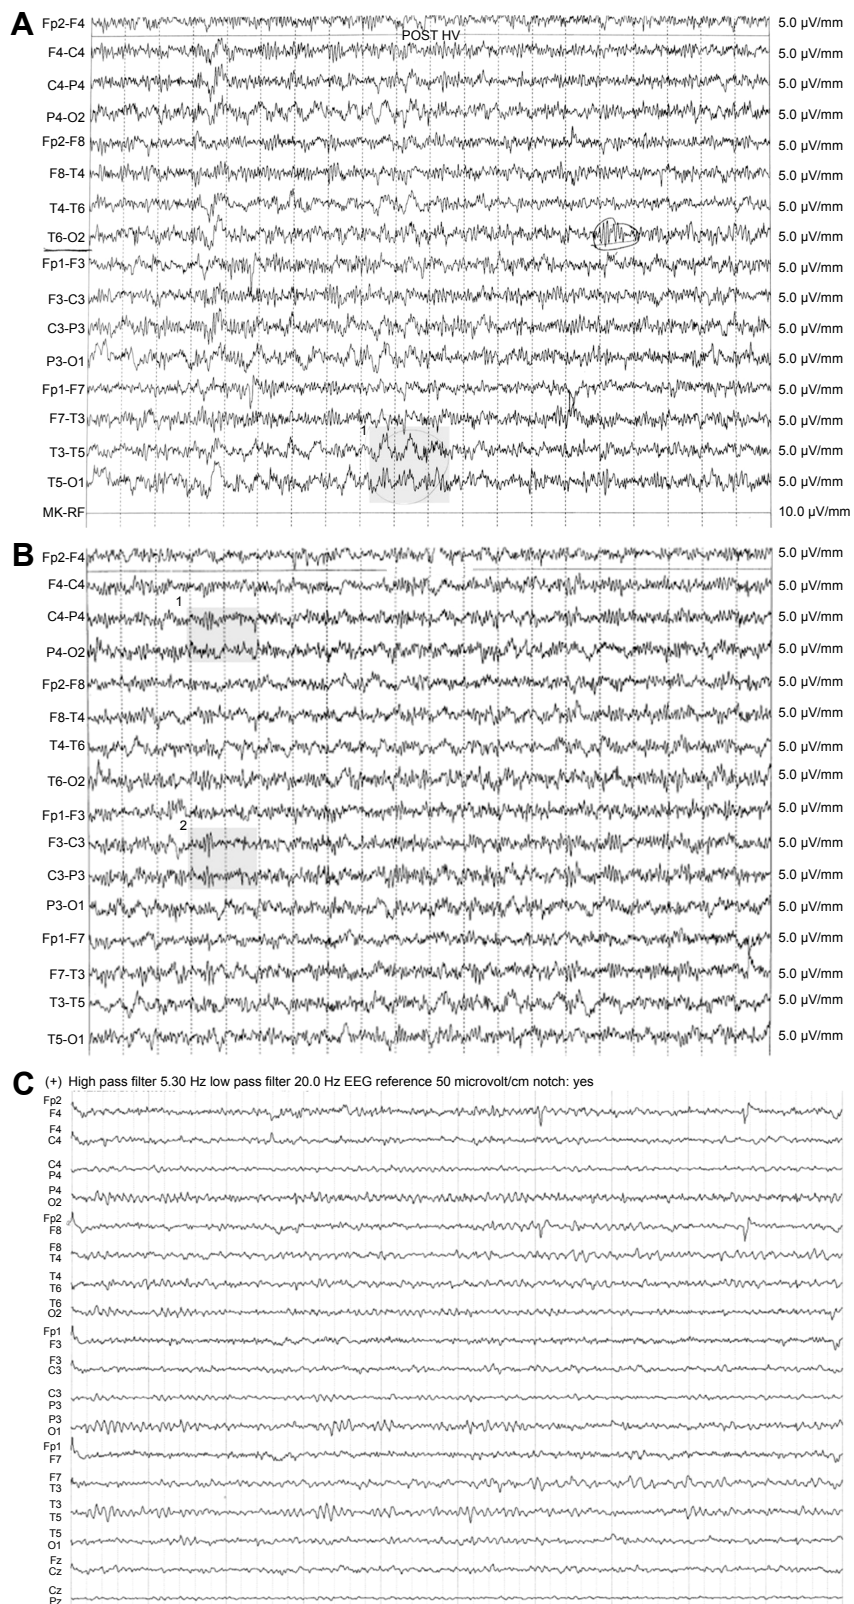 A
Fp2-F4 5.0 µV/mm
POST HV
F4-C4 5.0 µV/mm
C4-P4 5.0 µV/mm
P4-O2 5.0 µV/mm
Fp2-F8 5.0 µV/mm
F8-T4 5.0 µV/mm
T4-T6 5.0 µV/mm
T6-O2 5.0 µV/mm
Fp1-F3 5.0 µV/mm
F3-C3 5.0 µV/mm
C3-P3 5.0 µV/mm
P3-O1 5.0 µV/mm
Fp1-F7 5.0 µV/mm
F7-T3 5.0 µV/mm
1
T3-T5 5.0 µV/mm
T5-O1 5.0 µV/mm
MK-RF 10.0 µV/mm
B
Fp2-F4 5.0 µV/mm
F4-C4 5.0 µV/mm
1
C4-P4 5.0 µV/mm
P4-O2 5.0 µV/mm
Fp2-F8 5.0 µV/mm
F8-T4 5.0 µV/mm
T4-T6 5.0 µV/mm
T6-O2 5.0 µV/mm
Fp1-F3 5.0 µV/mm
2
F3-C3 5.0 µV/mm
C3-P3 5.0 µV/mm
P3-O1 5.0 µV/mm
Fp1-F7 5.0 µV/mm
F7-T3 5.0 µV/mm
T3-T5 5.0 µV/mm
T5-O1 5.0 µV/mm
C (+) High pass filter 5.30 Hz low pass filter 20.0 Hz EEG reference 50 microvolt/cm notch: yes
Fp2
F4
F4
C4
C4
P4
P4
O2
Fp2
F8
F8
T4
T4
T6
T6
O2
Fp1
F3
F3
C3
C3
P3
P3
O1
Fp1
F7
F7
T3
T3
T5
T5
O1
Fz
Cz
Cz
Pz